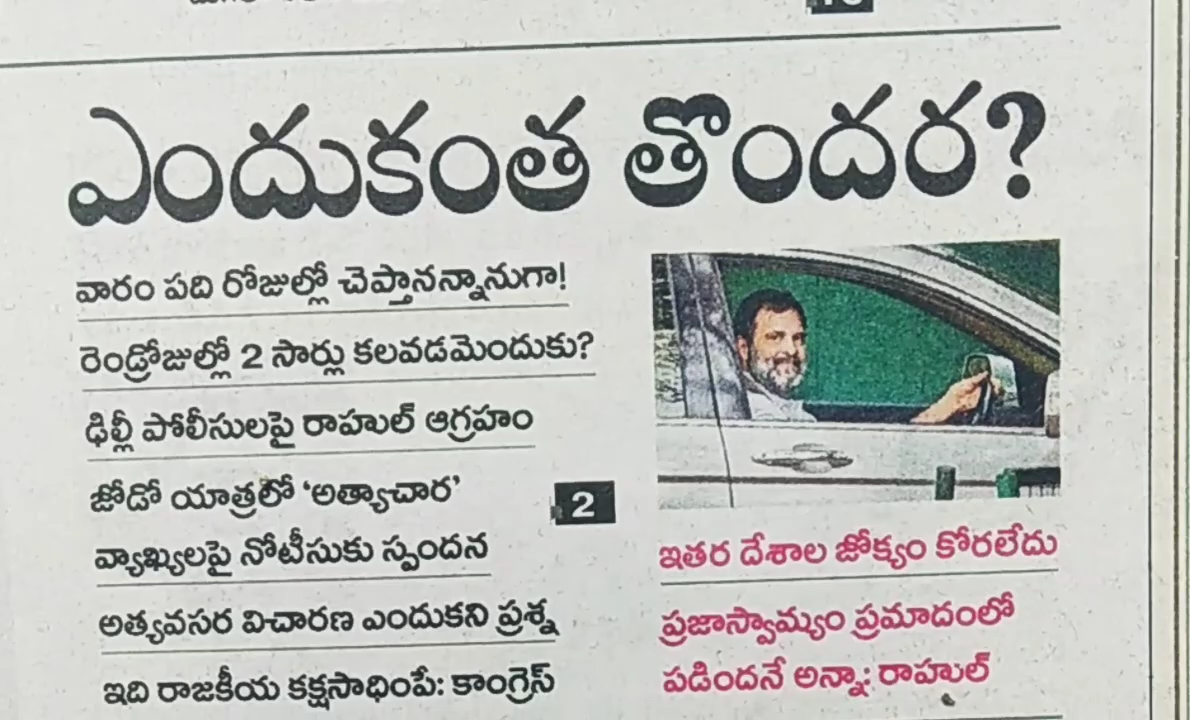 ఎందుకంత తొందర?
వారం పది రోజుల్లో చెప్తానన్నానుగా!
రెండ్రోజుల్లో 2 సార్లు కలవడమెందుకు?
ఢిల్లీ పోలీసులపై రాహుల్ ఆగ్రహం
జోడో యాత్రలో ‘అత్యాచార’
వ్యాఖ్యలపై నోటీసుకు స్పందన
2
అత్యవసర విచారణ ఎందుకని ప్రశ్న
ఇది రాజకీయ కక్షసాధింపే: కాంగ్రెస్
ఇతర దేశాల జోక్యం కోరలేదు
ప్రజాస్వామ్యం ప్రమాదంలో
పడిందనే అన్నా: రాహుల్